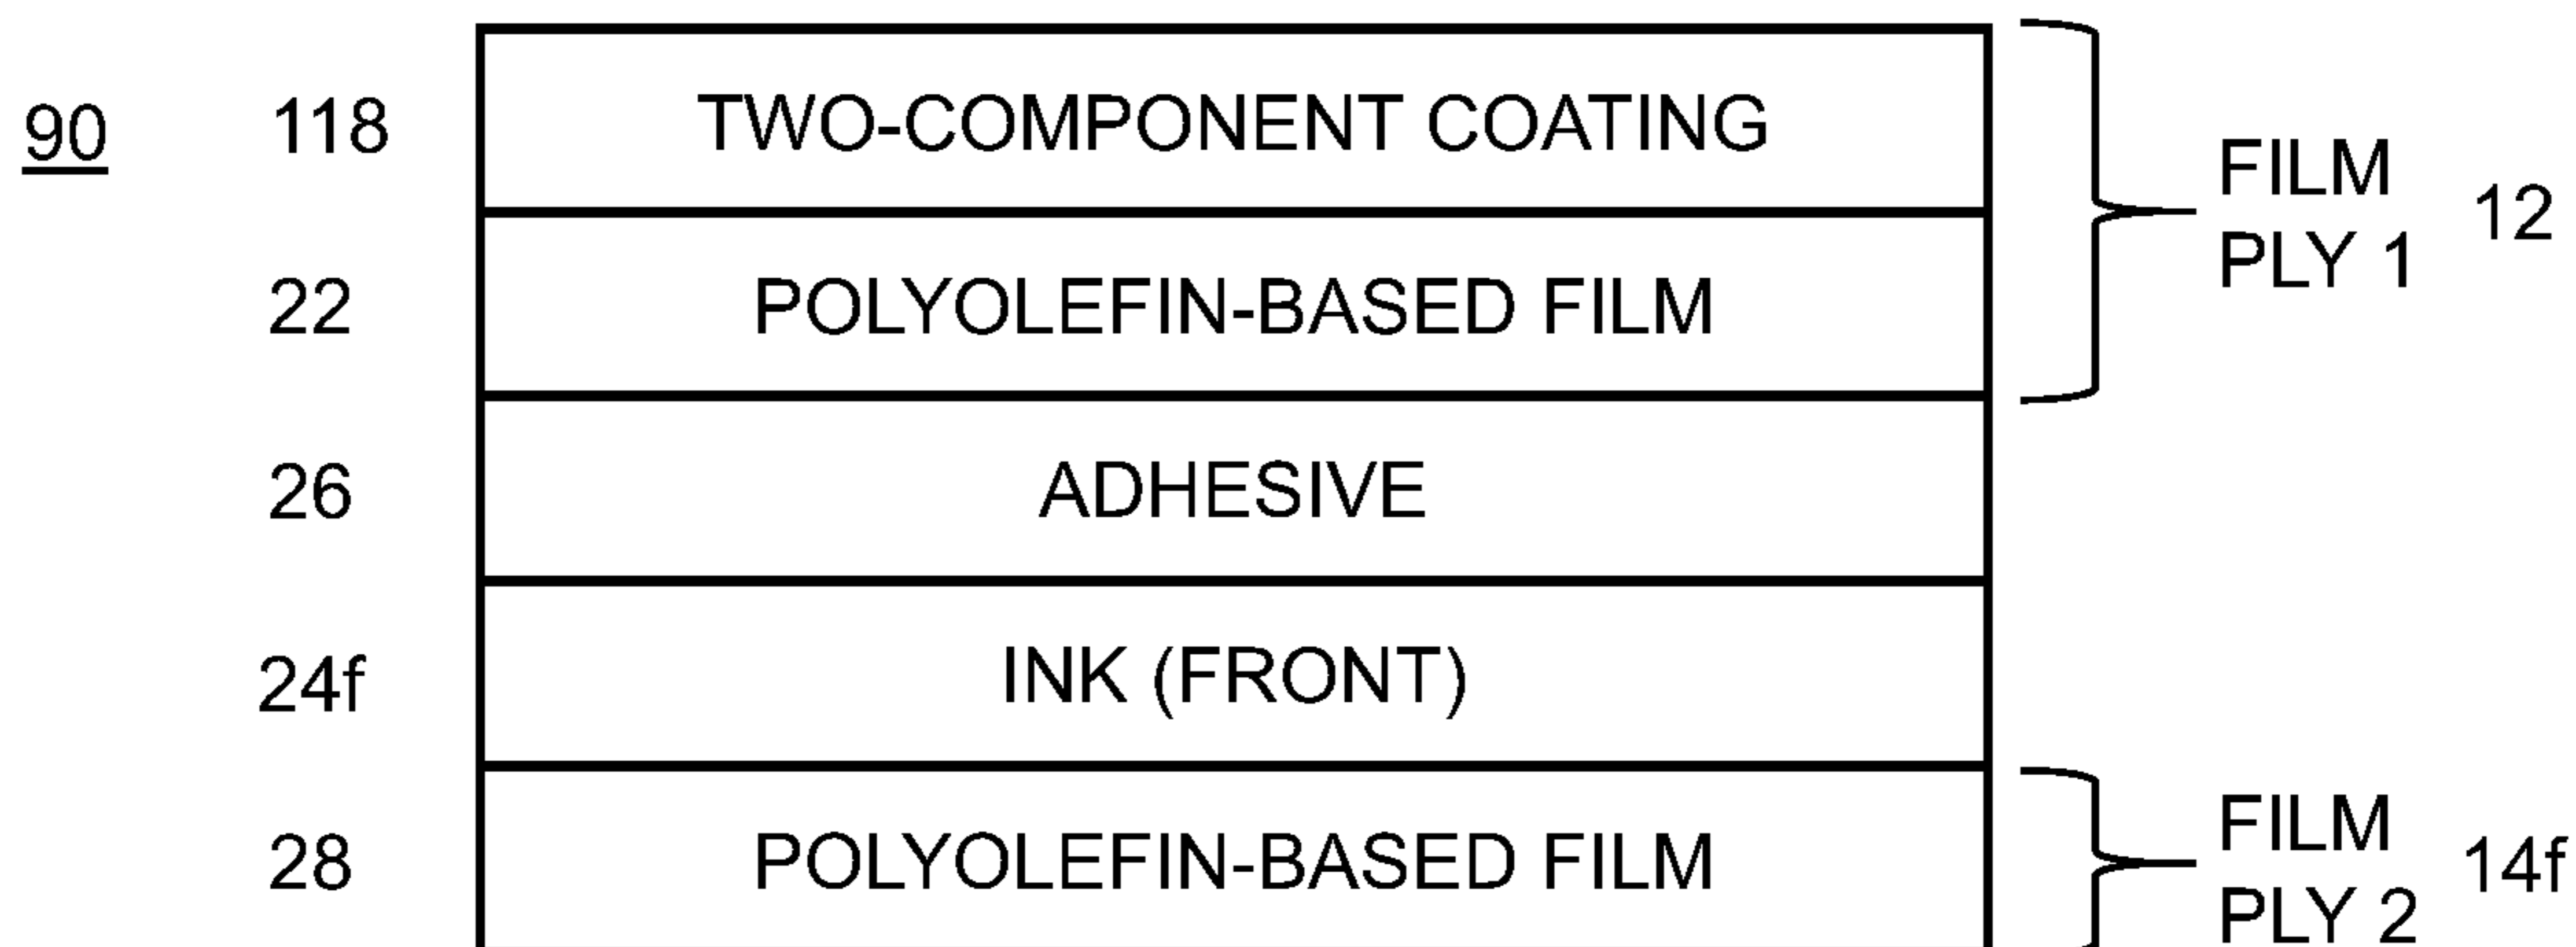 90 118 TWO-COMPONENT COATING
FILM
PLY 1 12
22 POLYOLEFIN-BASED FILM
26 ADHESIVE
24f INK (FRONT)
28 POLYOLEFIN-BASED FILM
FILM
PLY 2 14f